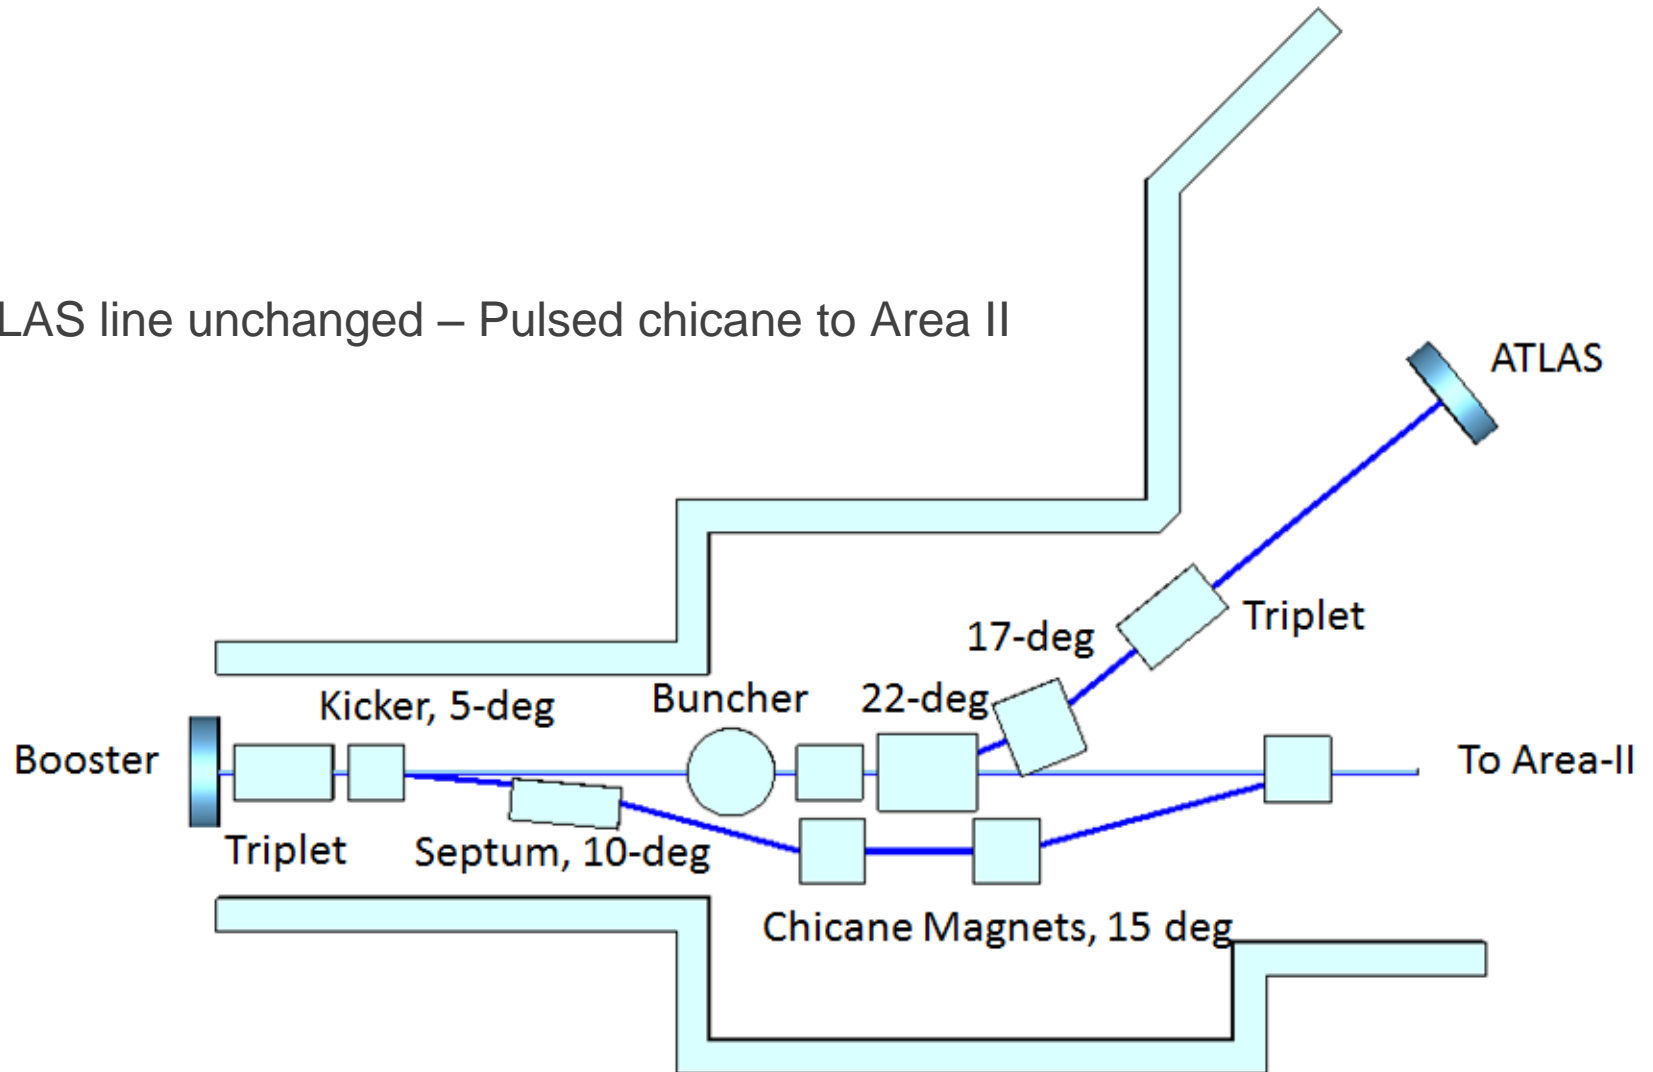 LAS line unchanged – Pulsed chicane to Area II
ATLAS
Triplet
17-deg
22-deg
Buncher
Kicker, 5-deg
Booster
To Area-II
Triplet
Septum, 10-deg
Chicane Magnets, 15 deg